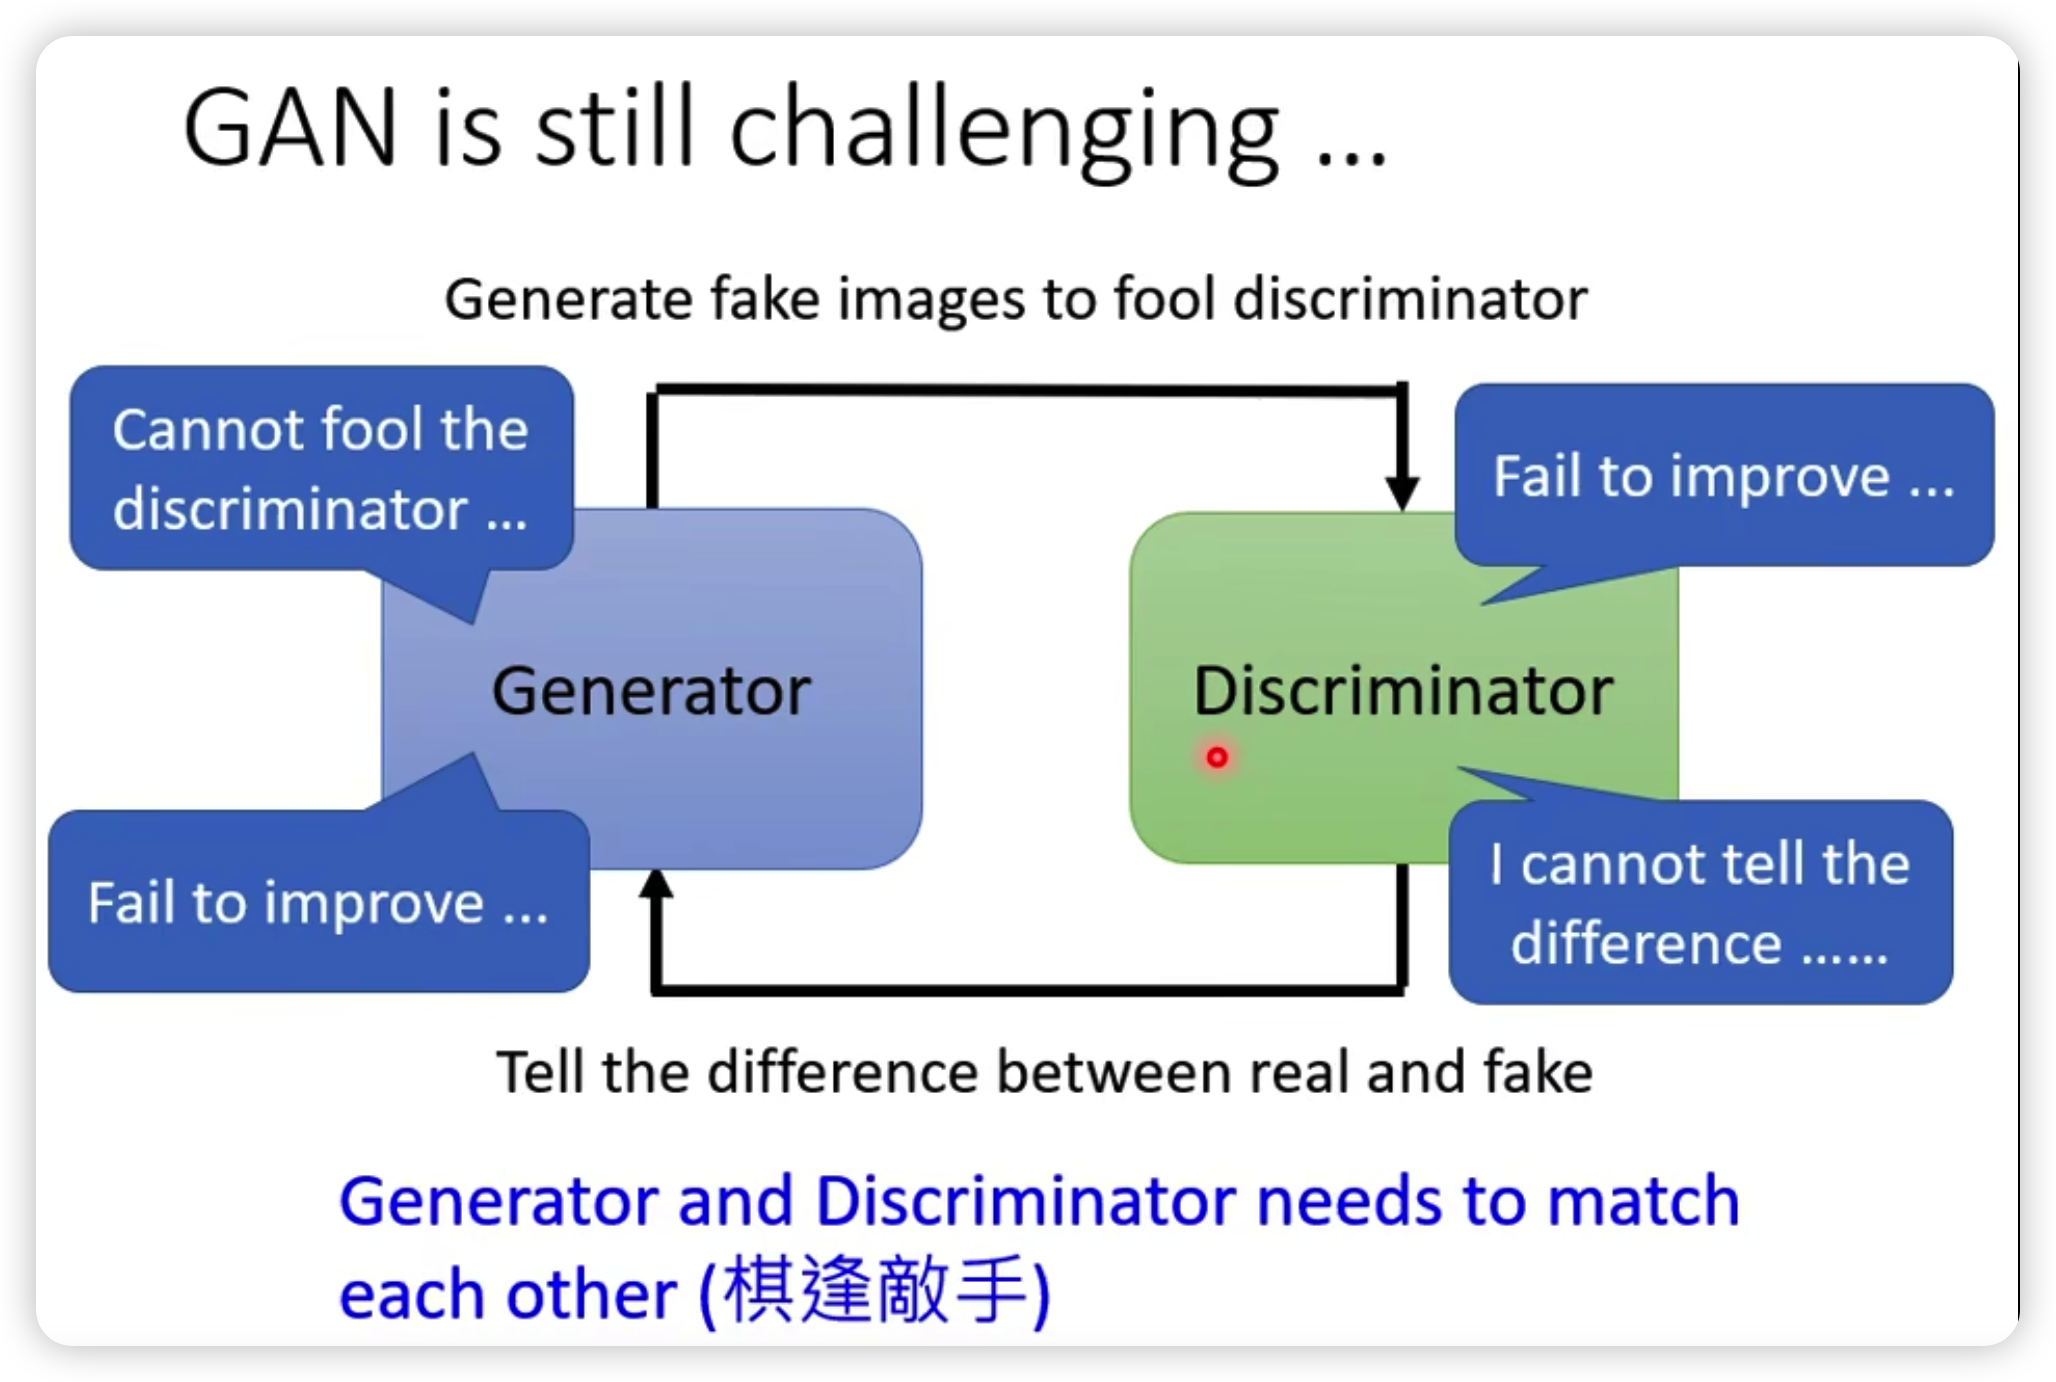 GAN is still challenging ...
Generate fake images to fool discriminator
Cannot fool the
discriminator ...
Fail to improve ...
Generator
Discriminator
Fail to improve ...
I cannot tell the
difference ......
Tell the difference between real and fake
Generator and Discriminator needs to match
each other (棋逢敵手)